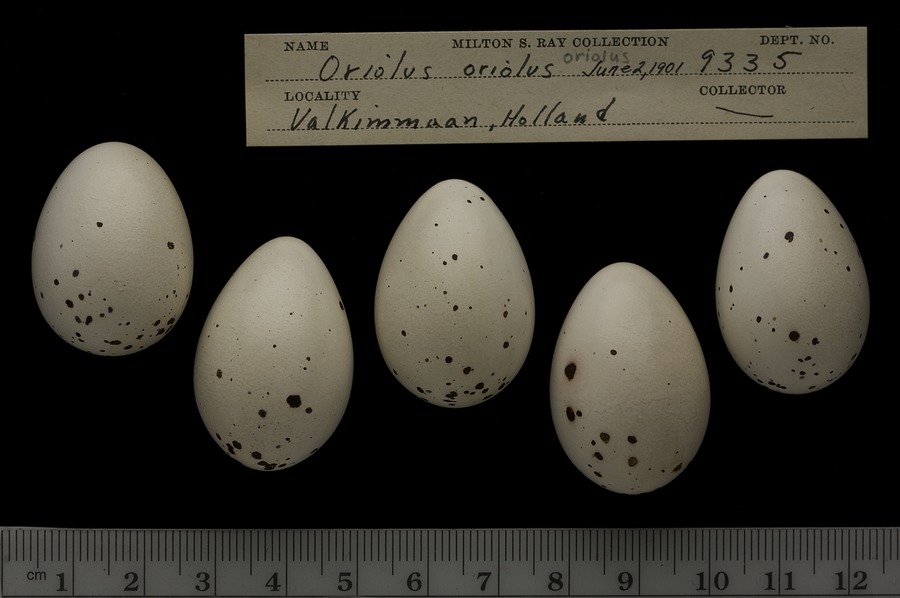 NAME MILTON S. RAY COLLECTION DEPT. NO.
oriolus
Oriolus oriolus June 2, 1901 9335
LOCALITY COLLECTOR
Valkimmaan, Holland
cm 1 2 3 4 5 6 7 8 9 10 11 12